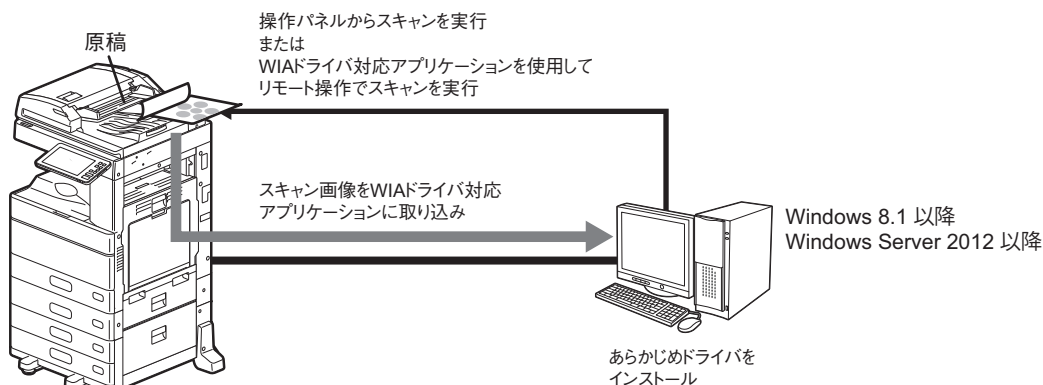 操作パネルからスキャンを実行
または
WIAドライバ対応アプリケーションを使用して
リモート操作でスキャンを実行
原稿
スキャン画像をWIAドライバ対応
アプリケーションに取り込み
Windows 8.1 以降
Windows Server 2012 以降
あらかじめドライバを
インストール